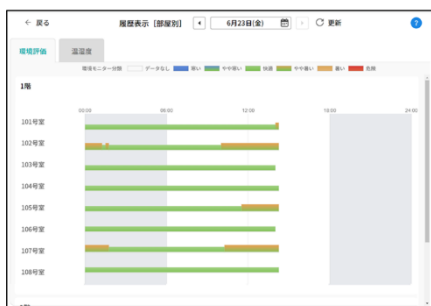 ← 戻る 履歴表示 [部屋別] 6月23日(金) 更新 ?
環境評価 温湿度
環境モニター分類 データなし 寒い やや寒い 快適 やや暑い 暑い 危険
1階
00:00 06:00 12:00 18:00 24:00
101号室
102号室
103号室
104号室
105号室
106号室
107号室
108号室